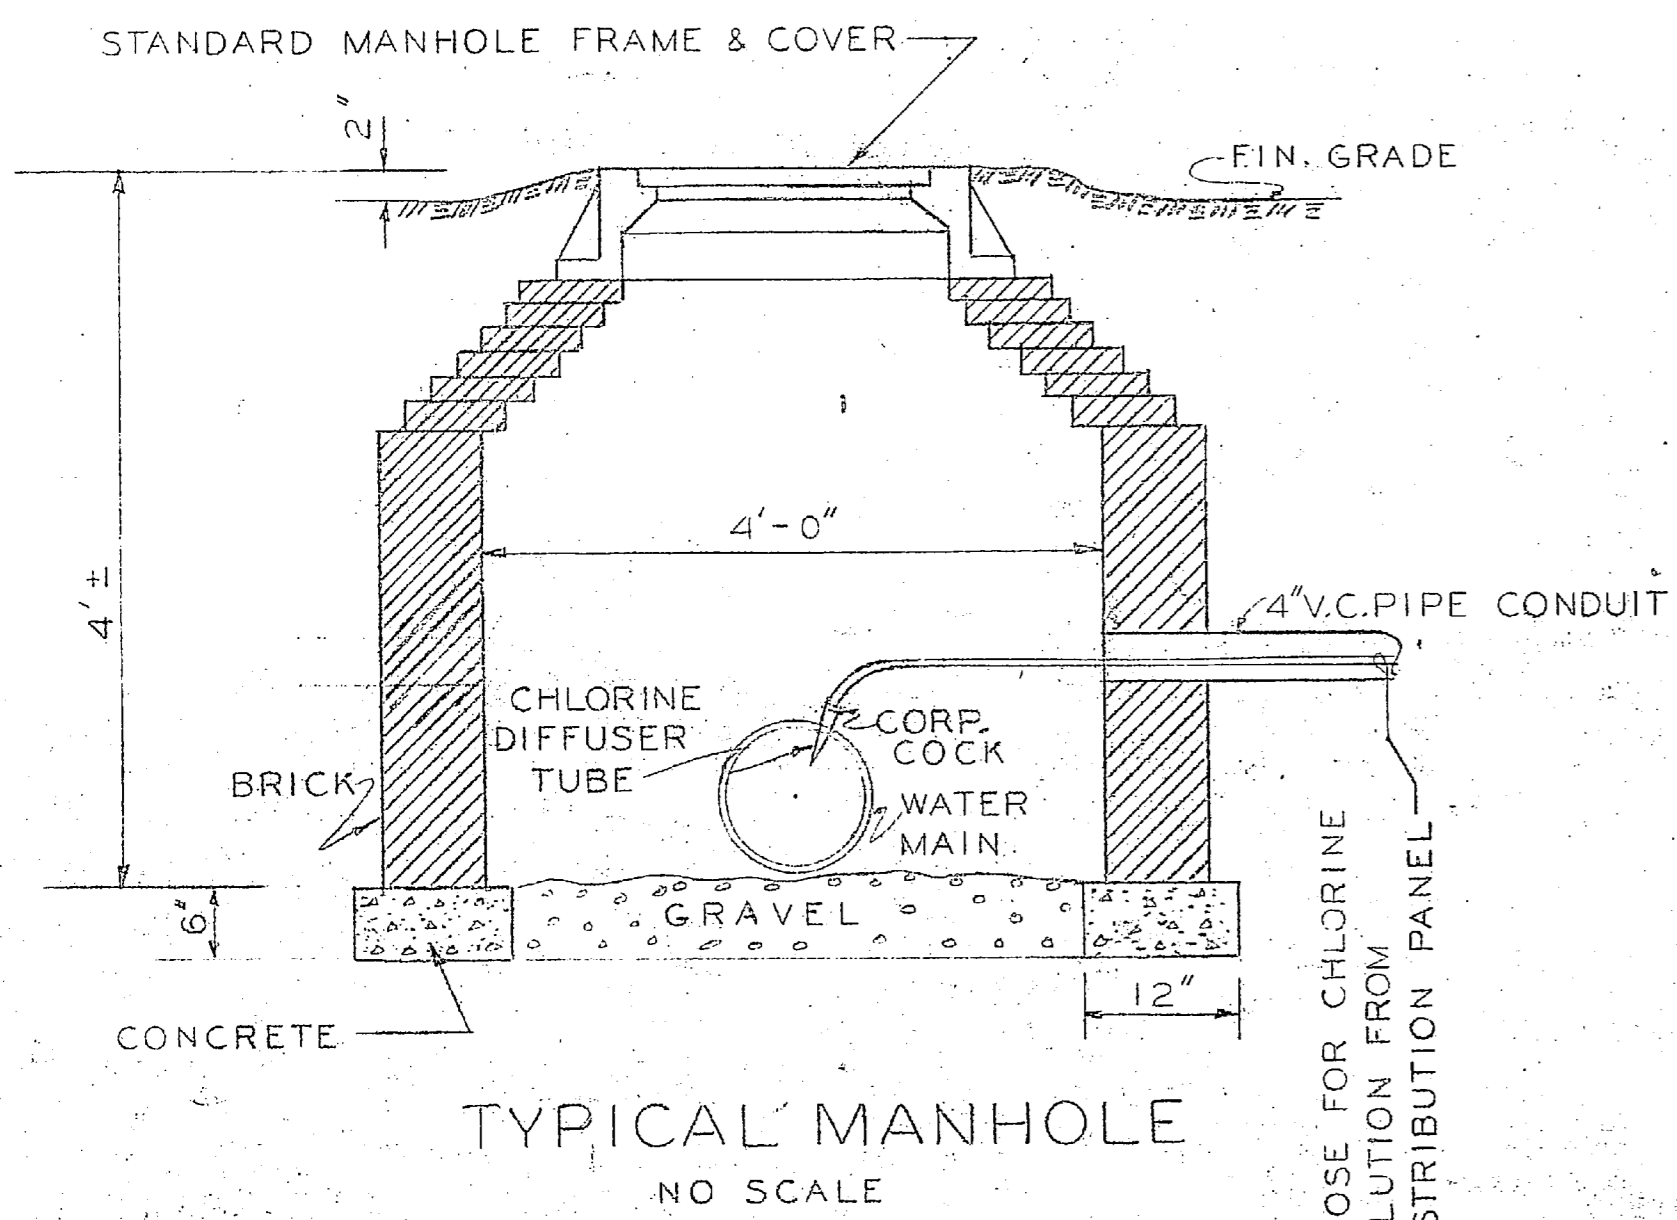 STANDARD MANHOLE FRAME & COVER
2"
FIN. GRADE
4'-0"
4' ±
4" V.C. PIPE CONDUIT
CHLORINE
DIFFUSER
TUBE
CORP.
COCK
BRICK
WATER
MAIN
GRAVEL
6"
12"
CONCRETE
OSE FOR CHLORINE
LUTION FROM
STRIBUTION PANEL
TYPICAL MANHOLE
NO SCALE